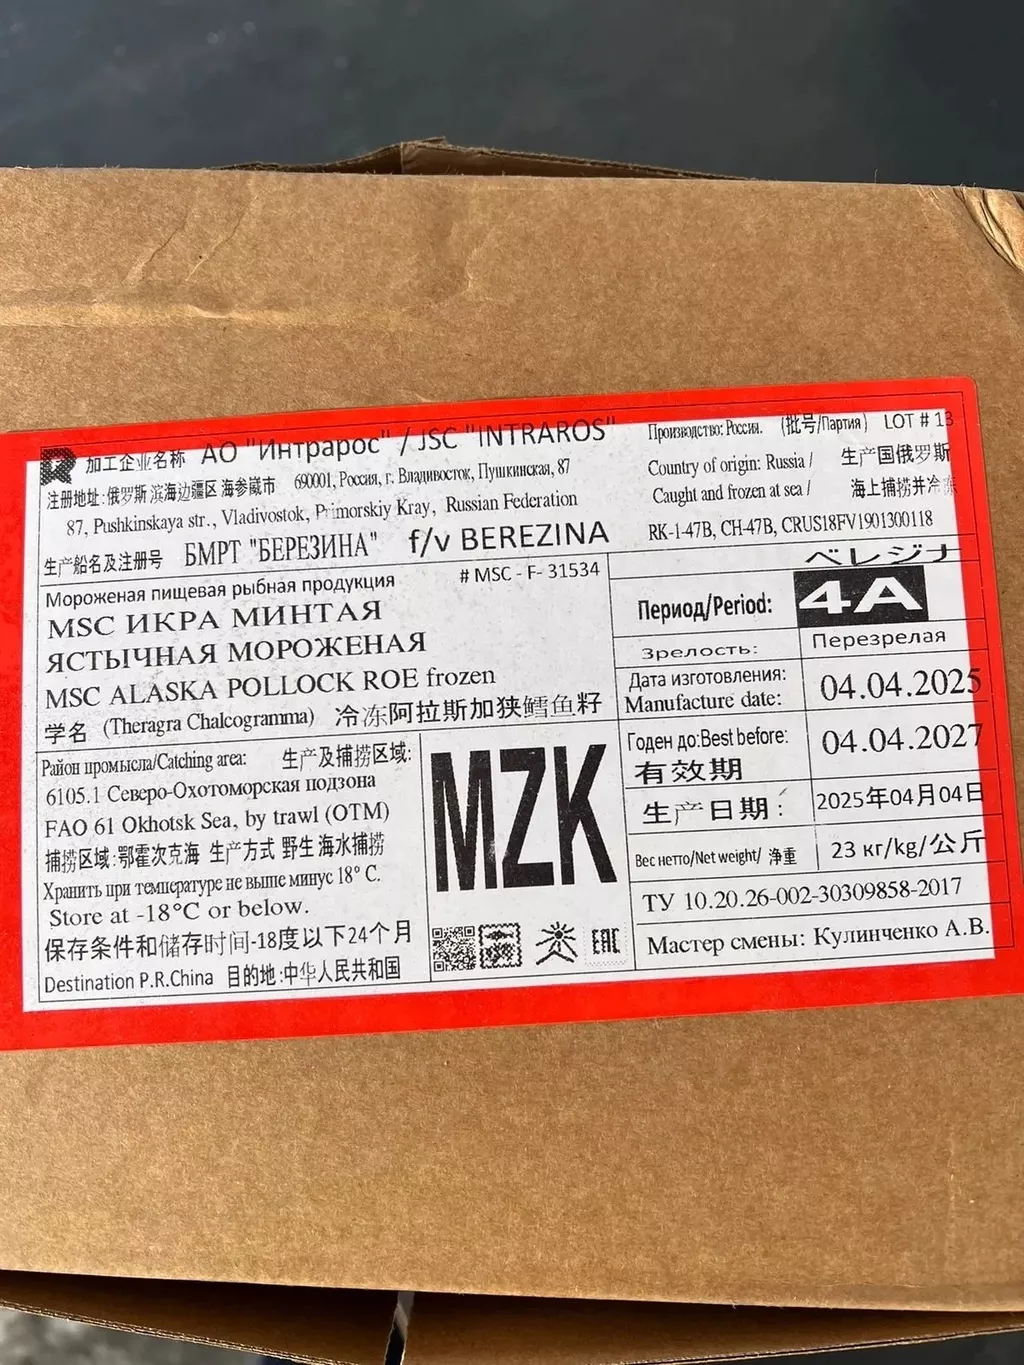 加工企业名称 АО "Интрарос" / JSC "INTRAROS"
注册地址:俄罗斯 滨海边疆区 海参崴市 690001, Россия, г. Владивосток, Пушкинская, 87
87, Pushkinskaya str., Vladivostok, Primorskiy Kray, Russian Federation
生产船名及注册号 БМРТ "БЕРЕЗИНА" f/v BEREZINA
Производство: Россия. (批号/Партия) LOT # 13
Country of origin: Russia / 生产国俄罗斯
Caught and frozen at sea / 海上捕捞并冷冻
RK-1-47B, CH-47B, CRUS18FV1901300118
ベレジナ
Мороженая пищевая рыбная продукция # MSC - F- 31534
MSC ИКРА МИНТАЯ
ЯСТЫЧНАЯ МОРОЖЕНАЯ
MSC ALASKA POLLOCK ROE frozen
学名 (Theragra Chalcogramma) 冷冻阿拉斯加狭鳕鱼籽
Период/Period: 4A
Зрелость: Перезрелая
Дата изготовления:
Manufacture date: 04.04.2025
Годен до:Best before: 04.04.2027
有效期
生产日期: 2025年04月04日
Вес нетто/Net weight/ 净重 23 кг/kg/公斤
ТУ 10.20.26-002-30309858-2017
Мастер смены: Кулинченко А.В.
Район промысла/Catching area: 生产及捕捞区域:
6105.1 Северо-Охотоморская подзона
FAO 61 Okhotsk Sea, by trawl (OTM)
捕捞区域:鄂霍次克海 生产方式 野生 海水捕捞
Хранить при температуре не выше минус 18° С.
Store at -18°C or below.
保存条件和储存时间-18度以下24个月
Destination P.R.China 目的地:中华人民共和国
MZK
EAC